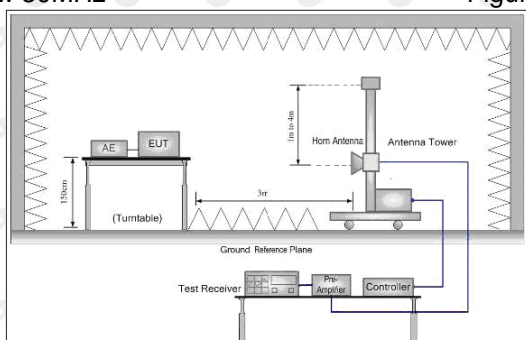 Figur
1m to 4m
Horn Antenna
Antenna Tower
AE
EUT
150cm
3m
(Turntable)
Ground Reference Plane
Test Receiver
Pre-
Amplifier
Controller